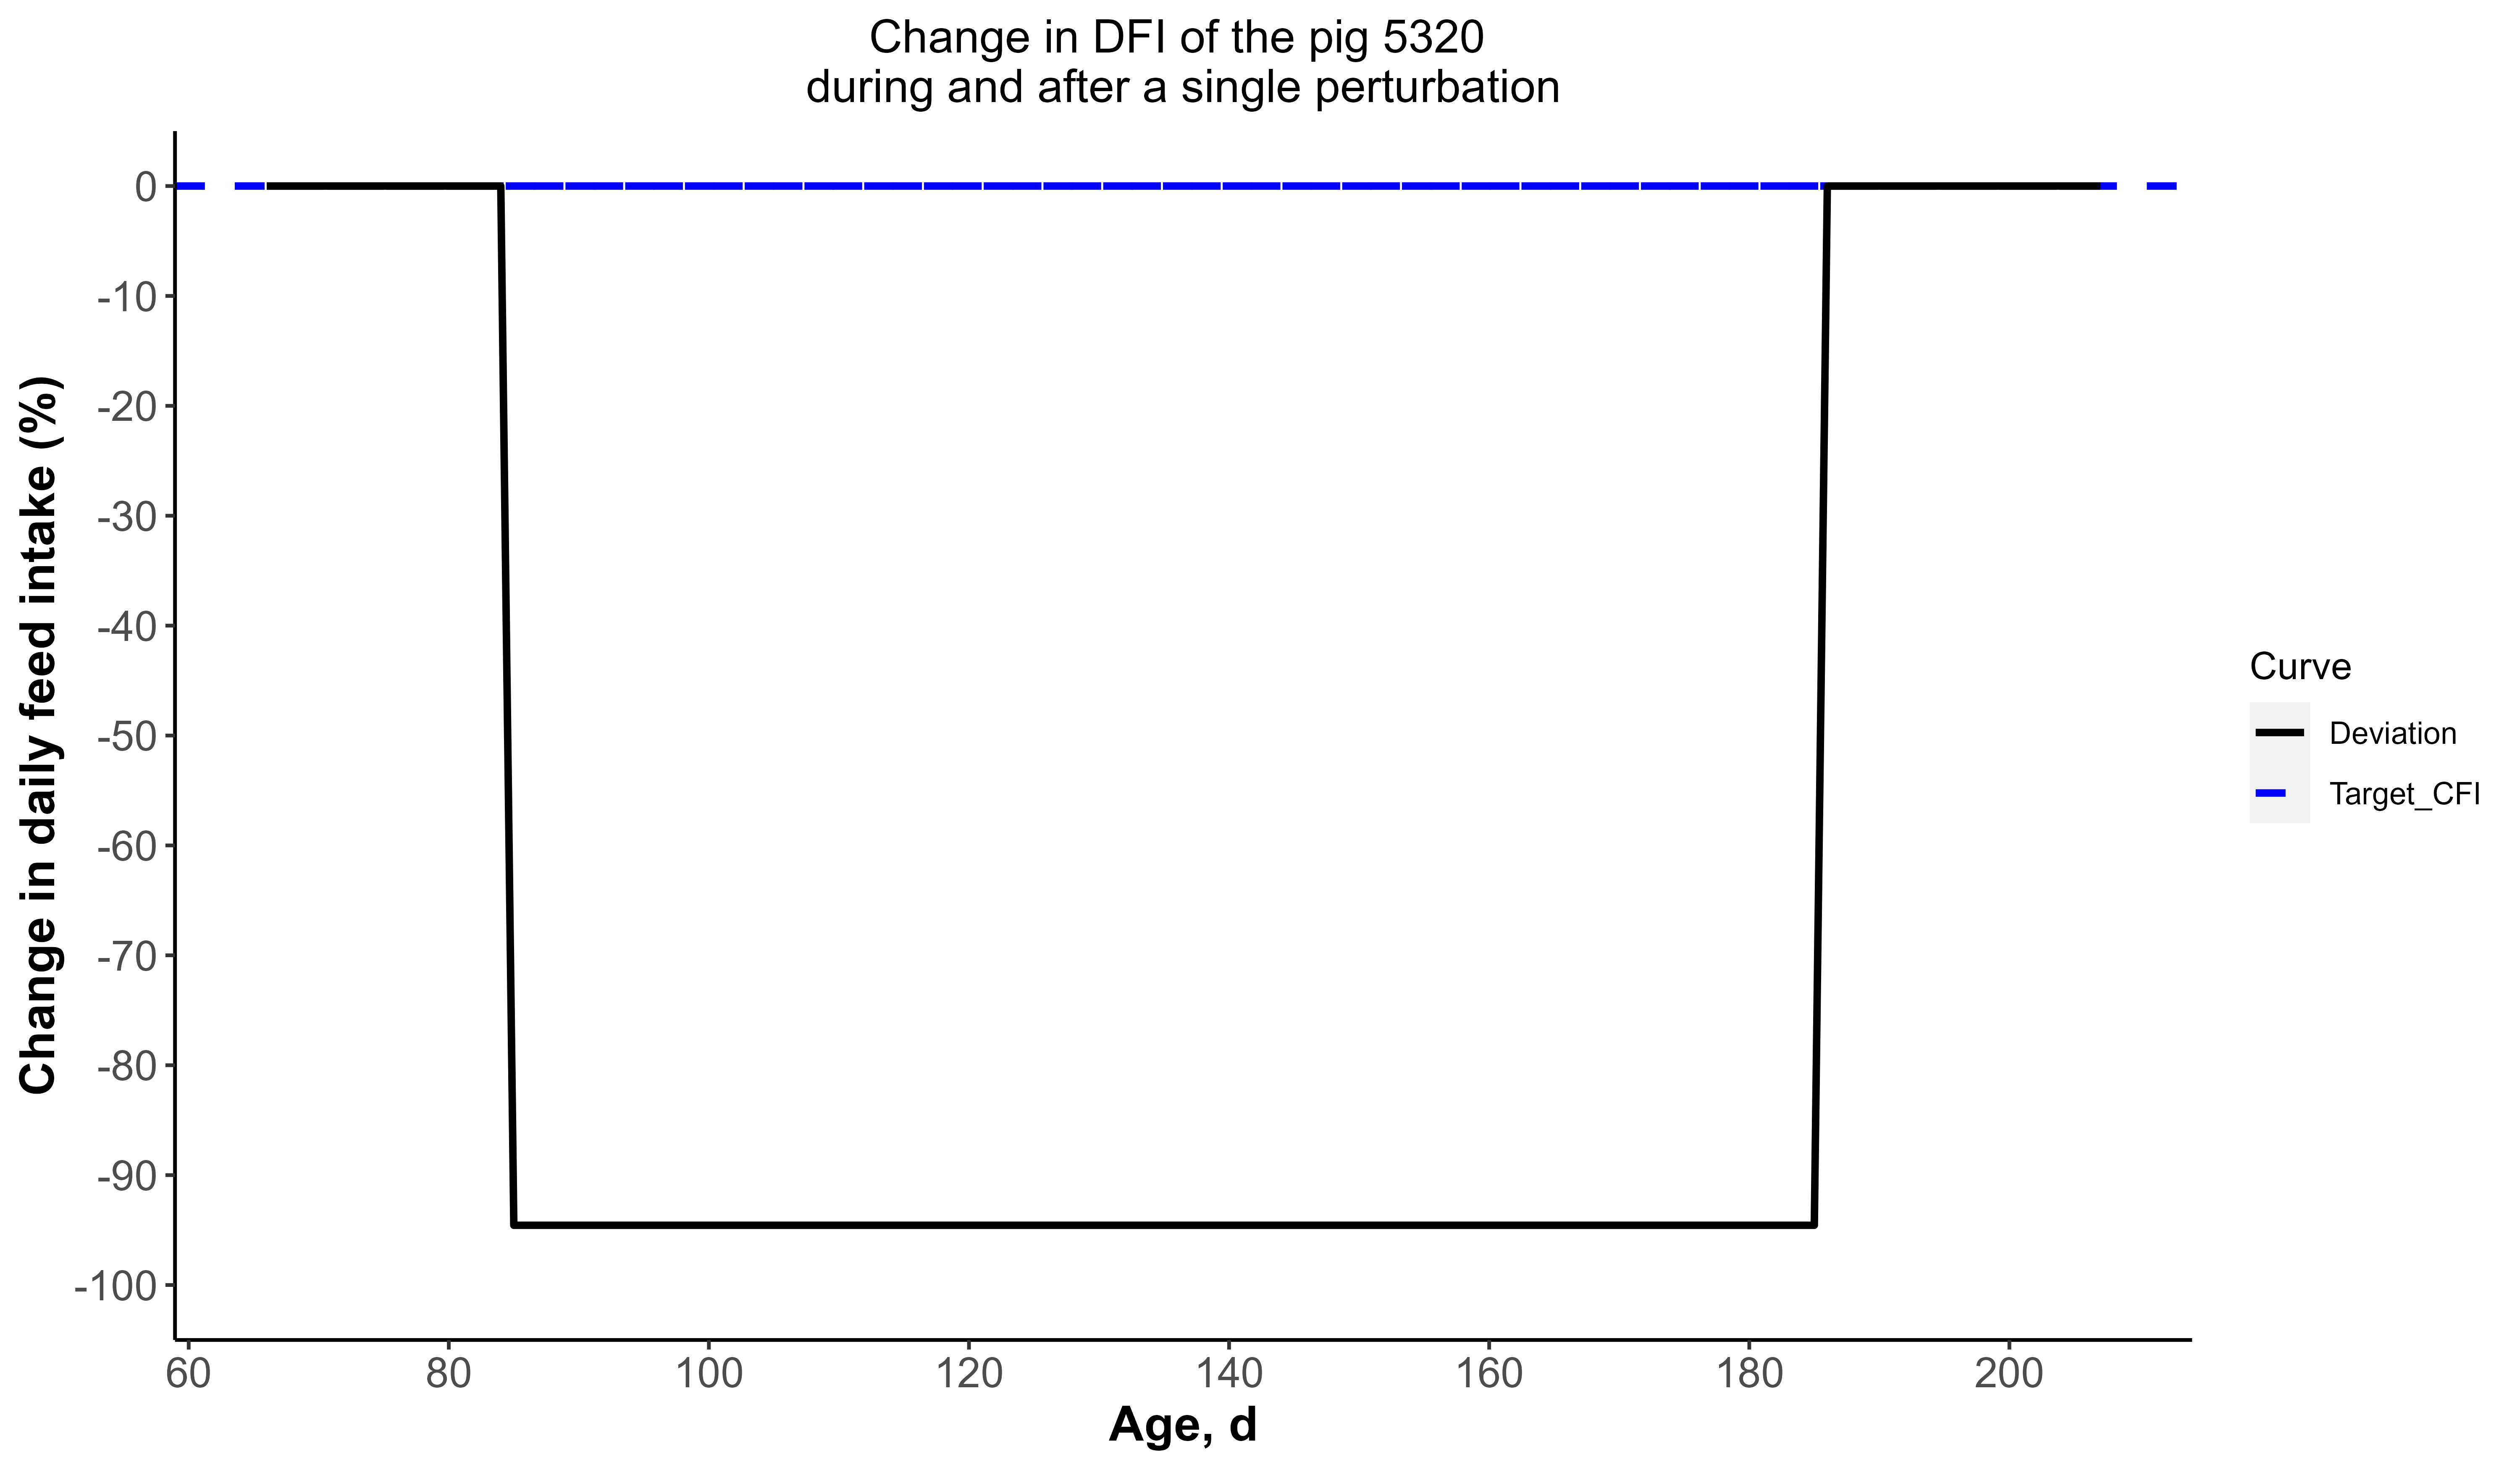 Change in DFI of the pig 5320
during and after a single perturbation
Change in daily feed intake (%)
0
-10
-20
-30
-40
-50
-60
-70
-80
-90
-100
60 80 100 120 140 160 180 200
Age, d
Curve
Deviation
Target_CFI